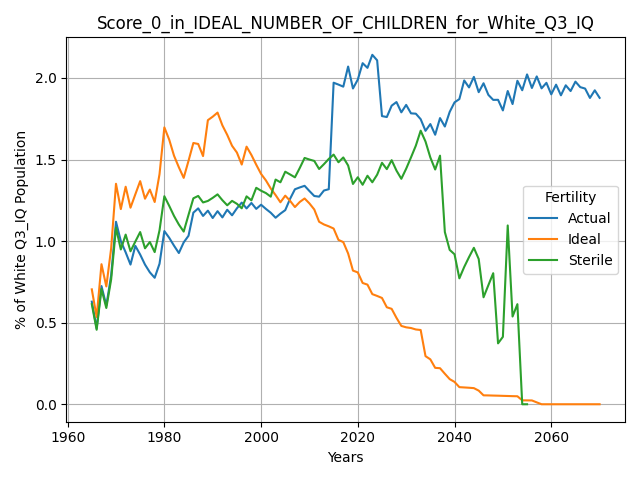 Score_0_in_IDEAL_NUMBER_OF_CHILDREN_for_White_Q3_IQ
% of White Q3_IQ Population
2.0
1.5
1.0
0.5
0.0
Fertility
Actual
Ideal
Sterile
1960
1980
2000
2020
2040
2060
Years